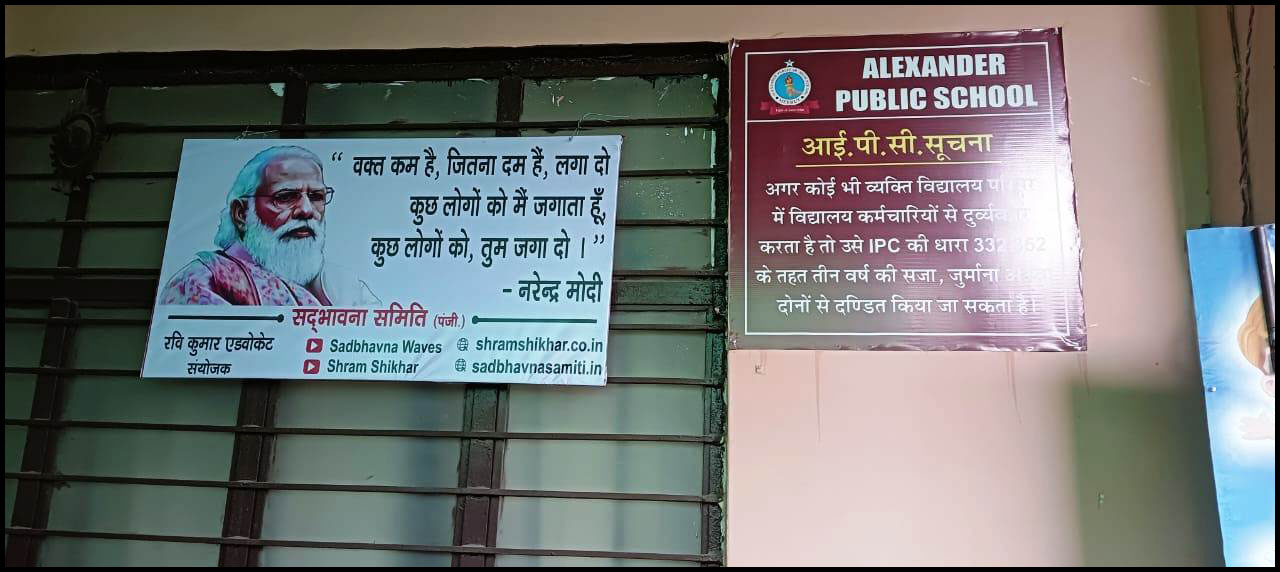 “ वक्त कम है, जितना दम हैं, लगा दो
कुछ लोगों को मैं जगाता हूँ,
कुछ लोगों को, तुम जगा दो । ”
- नरेन्द्र मोदी
सद्‌भावना समिति (पंजी.)
रवि कुमार एडवोकेट
संयोजक
Sadbhavna Waves
shramshikhar.co.in
Shram Shikhar
sadbhavnasamiti.in
ALEXANDER
PUBLIC SCHOOL
आई.पी.सी.सूचना
अगर कोई भी व्यक्ति विद्यालय
में विद्यालय कर्मचारियों से
करता है तो उसे IPC की धारा 332
के तहत तीन वर्ष की सजा, जुर्माना
दोनों से दण्डित किया जा सकता है।